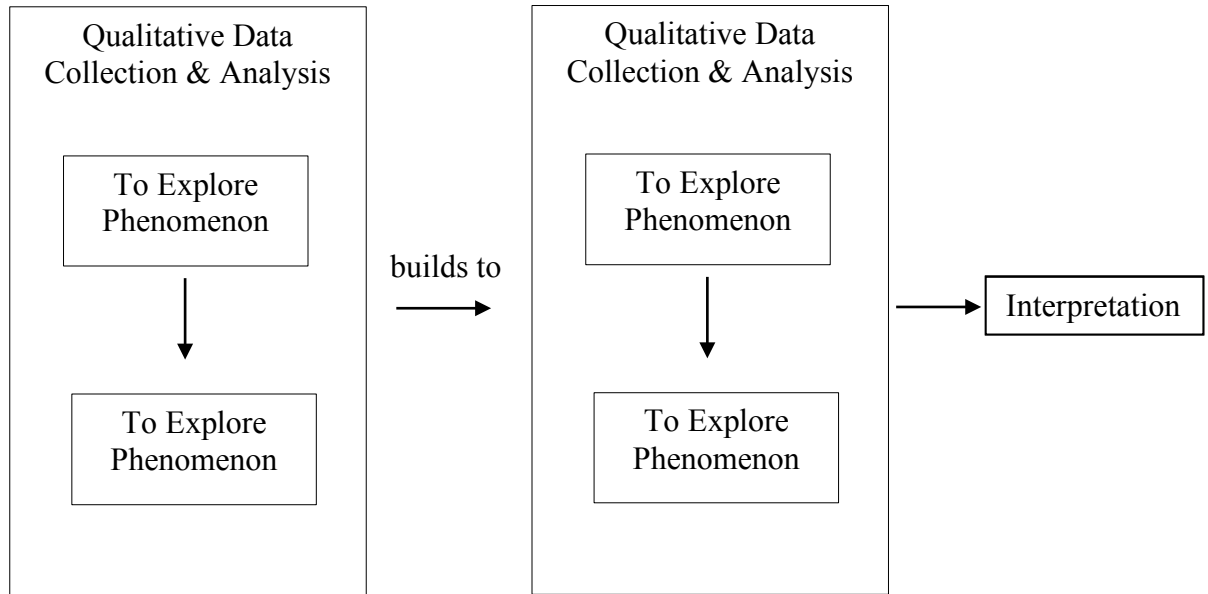 Qualitative Data
Collection & Analysis
To Explore
Phenomenon
To Explore
Phenomenon
builds to
Qualitative Data
Collection & Analysis
To Explore
Phenomenon
To Explore
Phenomenon
Interpretation